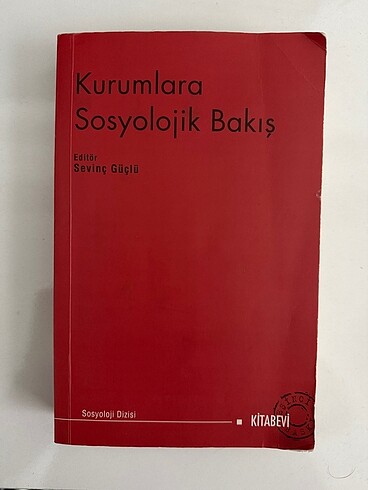 Kurumlara
Sosyolojik Bakış
Editör
Sevinç Güçlü
Sosyoloji Dizisi
KİTABEVİ